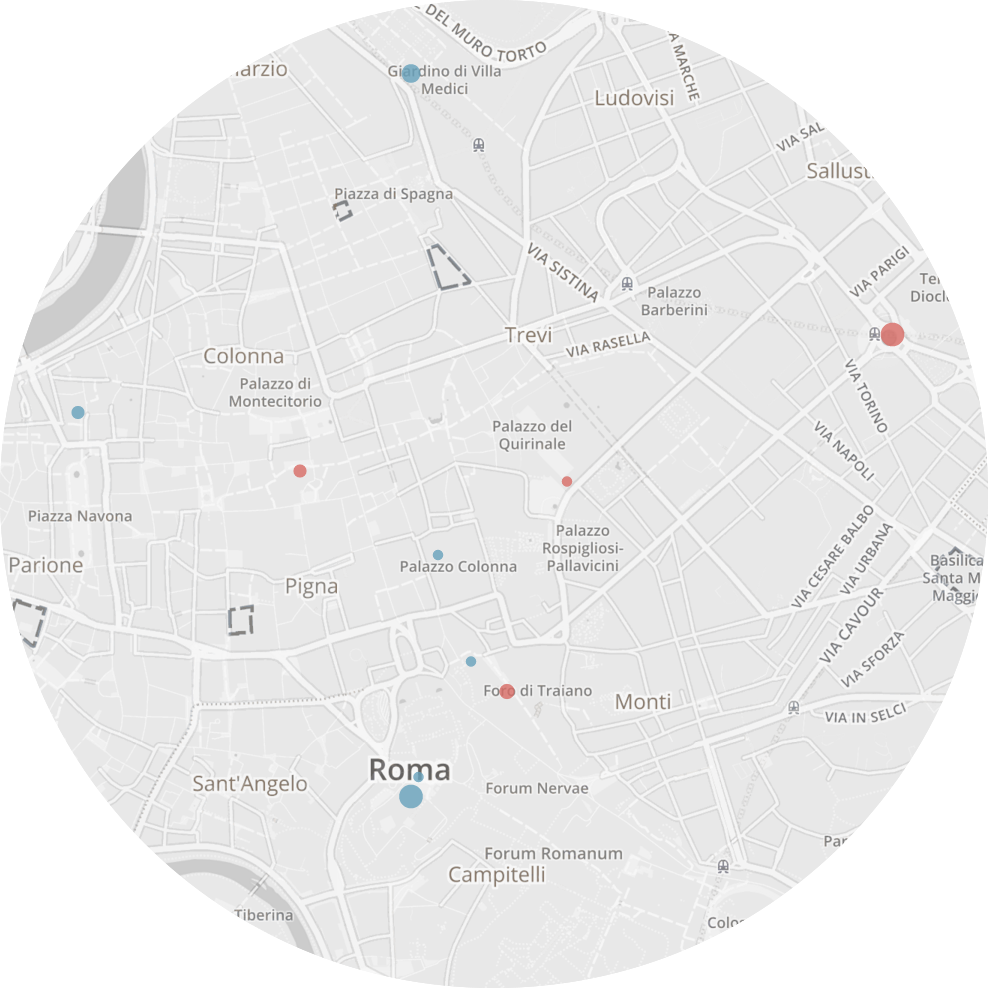 DEL MURO TORTO
Giardino di Villa
Medici
A MARCHE
Ludovisi
VIA SAL
Sallust
Piazza di Spagna
VIA SISTINA
VIA PARIGI
Palazzo
Barberini
Trevi
VIA RASELLA
Colonna
Palazzo di
Montecitorio
VIA TORINO
Palazzo del
Quirinale
VIA NAPOLI
Piazza Navona
Parione
Pigna
Palazzo Colonna
Palazzo
Rospigliosi-
Pallavicini
VIA CESARE BALBO
VIA URBANA
Basilica
Santa M
Maggi
VIA CAVOUR
VIA SFORZA
Foro di Traiano
Monti
VIA IN SELCI
Roma
Sant'Angelo
Forum Nervae
Forum Romanum
Campitelli
Par
Tiberina
Colo